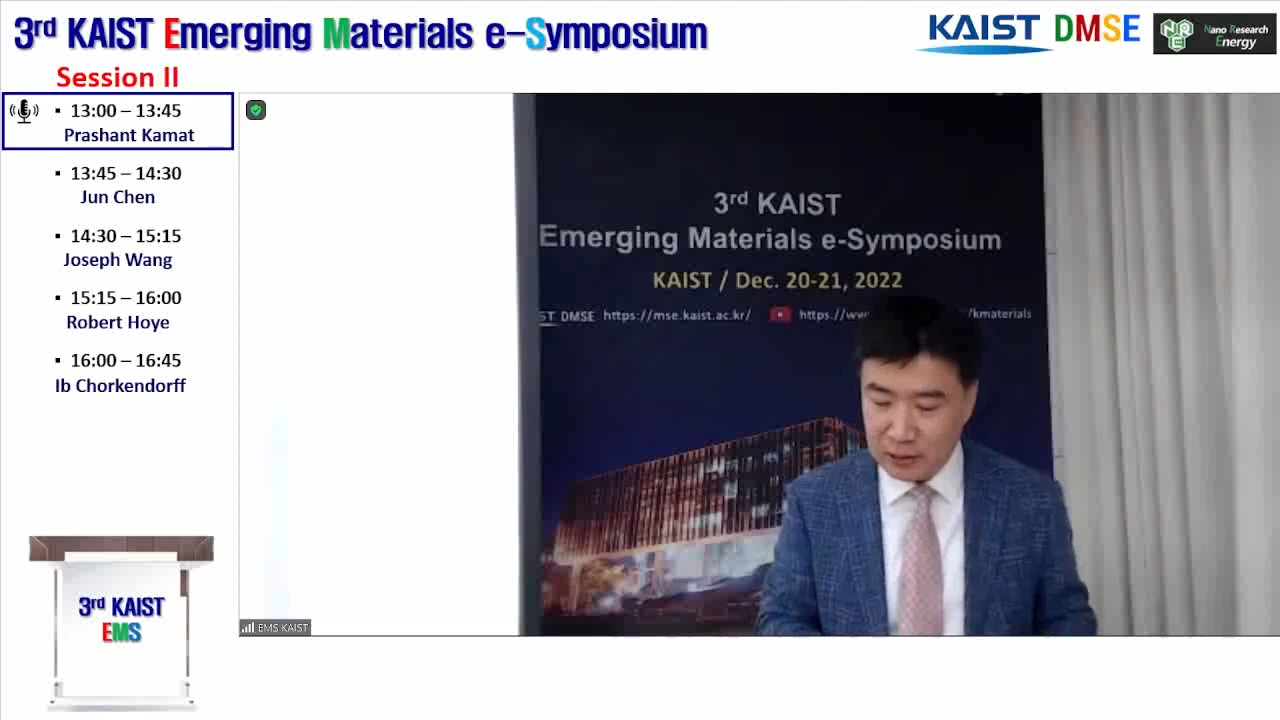 3rd KAIST Emerging Materials e-Symposium
KAIST DMSE
NRE
Nano Research
Energy
Session II
▪ 13:00 – 13:45
Prashant Kamat
▪ 13:45 – 14:30
Jun Chen
▪ 14:30 – 15:15
Joseph Wang
▪ 15:15 – 16:00
Robert Hoye
▪ 16:00 – 16:45
Ib Chorkendorff
3rd KAIST
Emerging Materials e-Symposium
KAIST / Dec. 20-21, 2022
ST DMSE https://mse.kaist.ac.kr/ https://ww /kmaterials
3rd KAIST
EMS
EMS KAIST